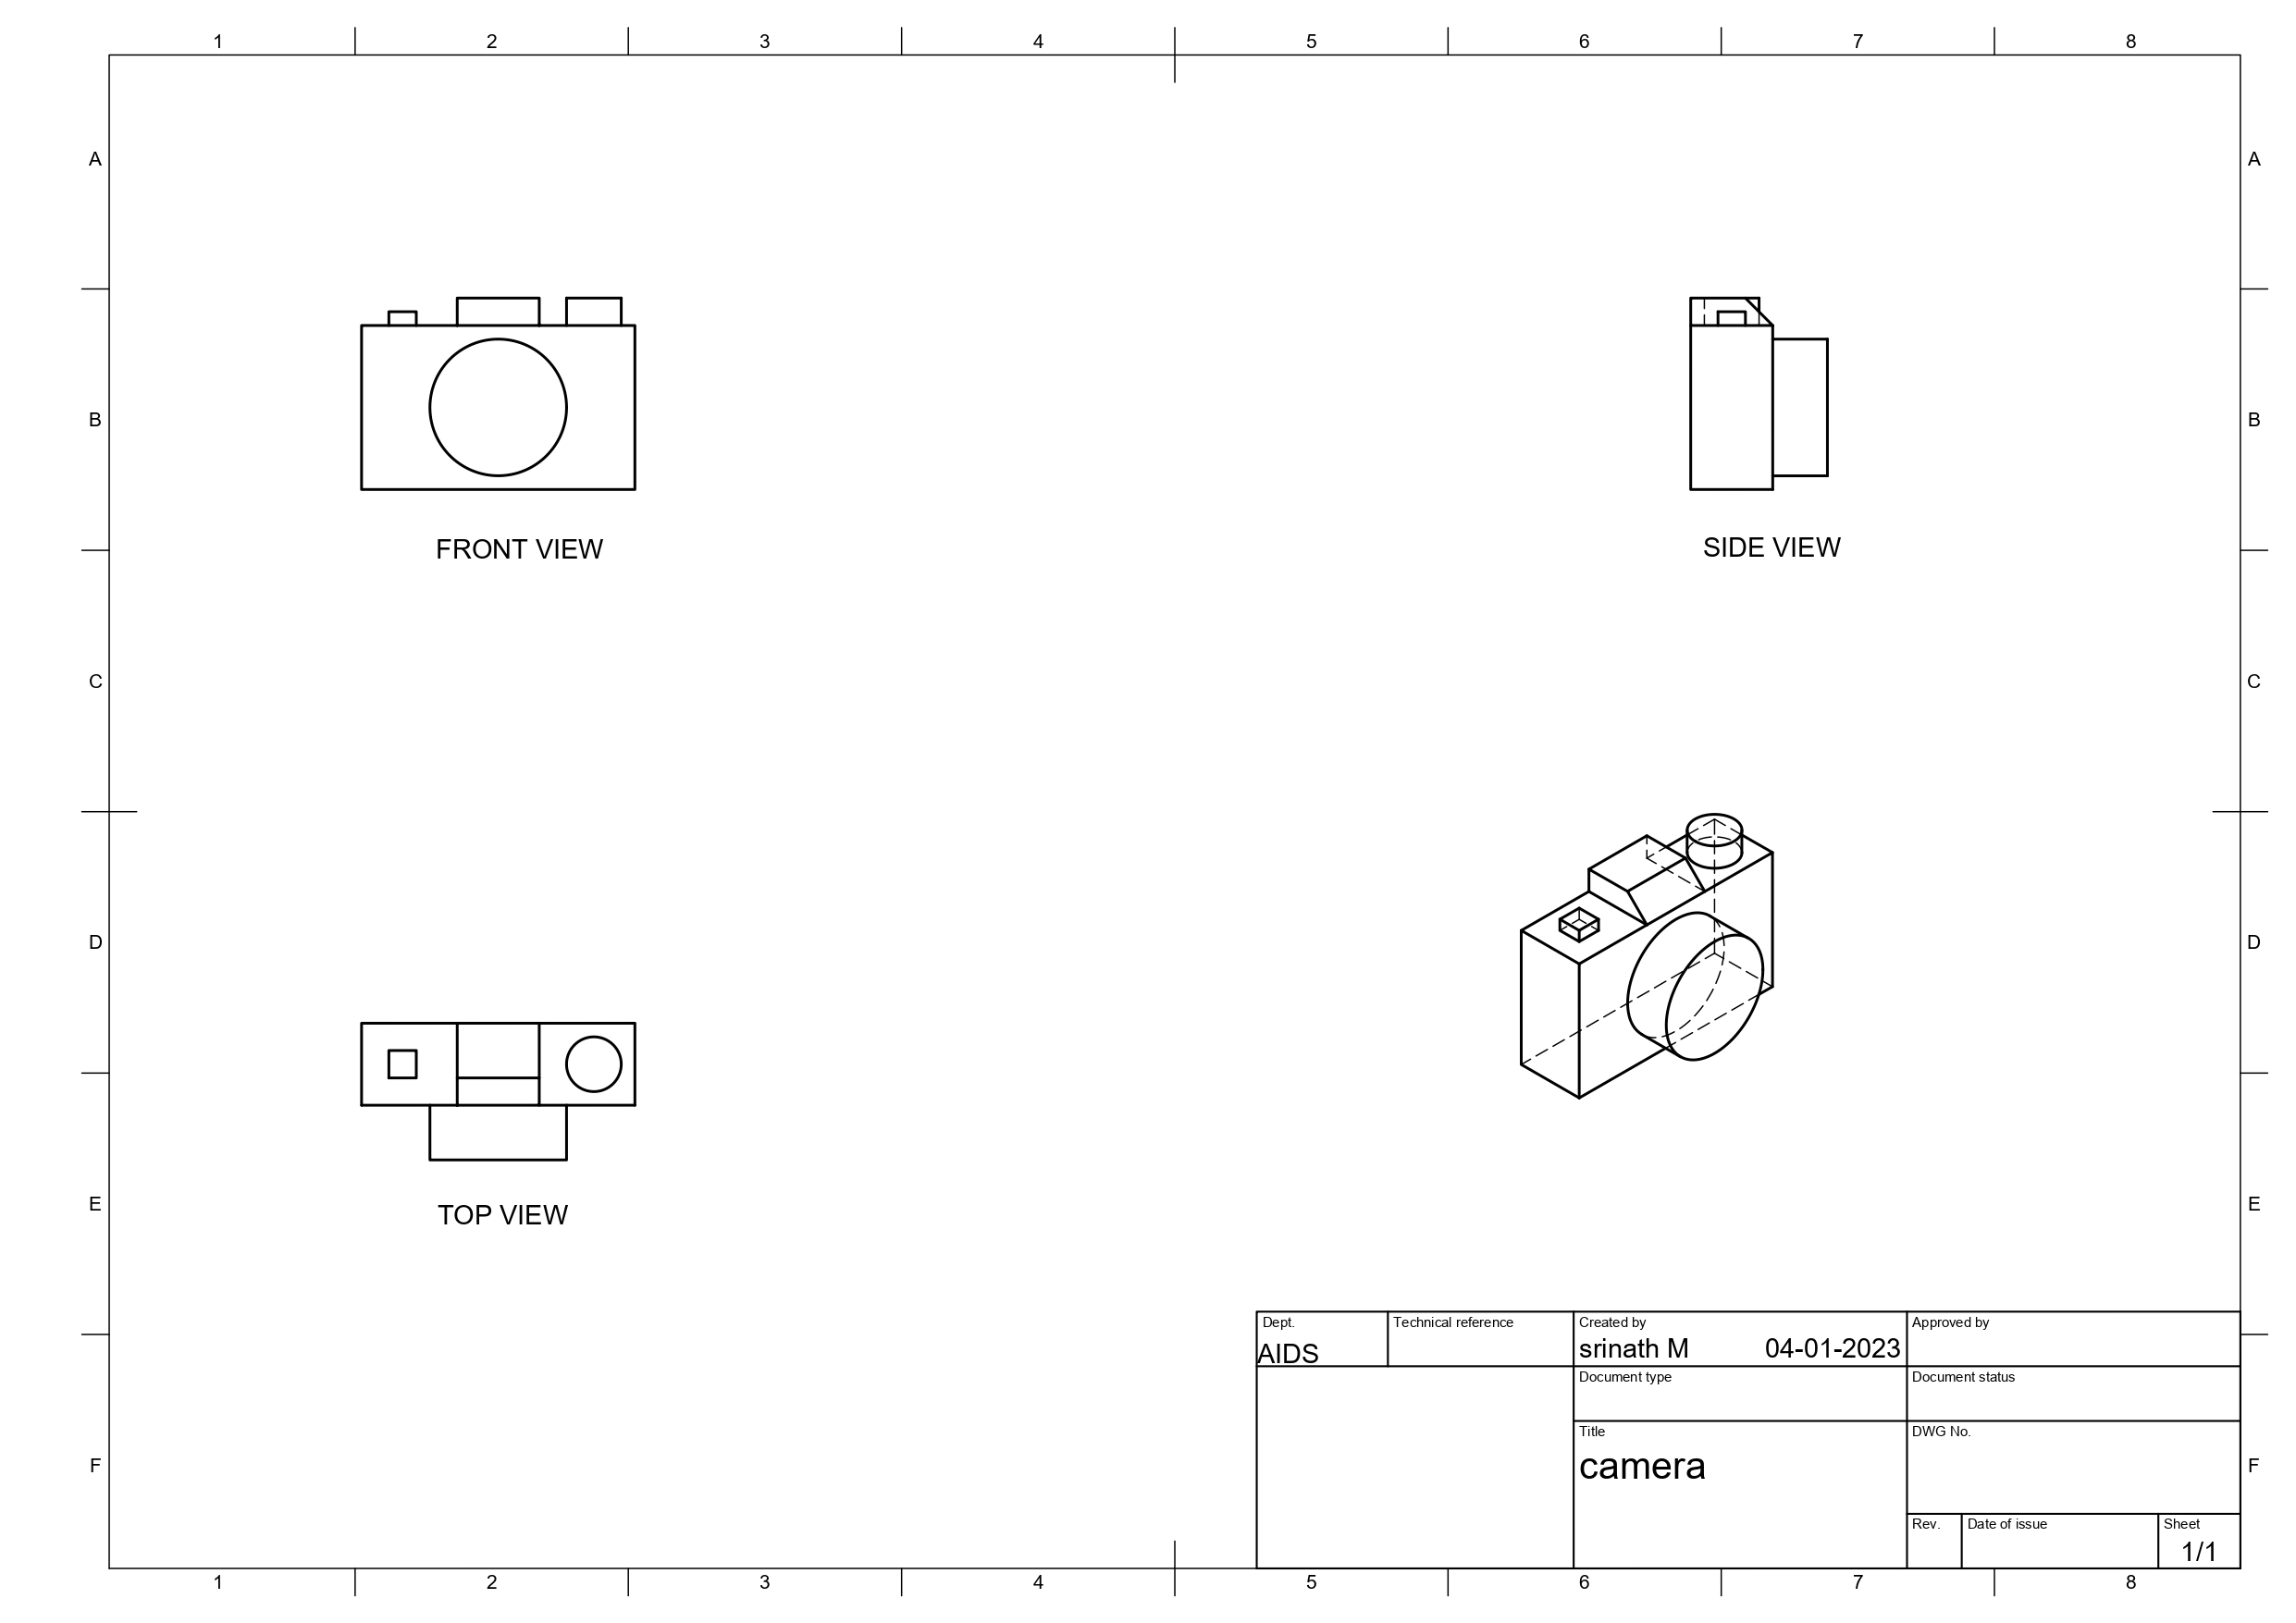 1 2 3 4 5 6 7 8
A A
B B
FRONT VIEW SIDE VIEW
C C
D D
E E
TOP VIEW
Dept. Technical reference Created by Approved by
AIDS srinath M 04-01-2023
Document type Document status
Title DWG No.
camera
F F
Rev. Date of issue Sheet
1/1
1 2 3 4 5 6 7 8